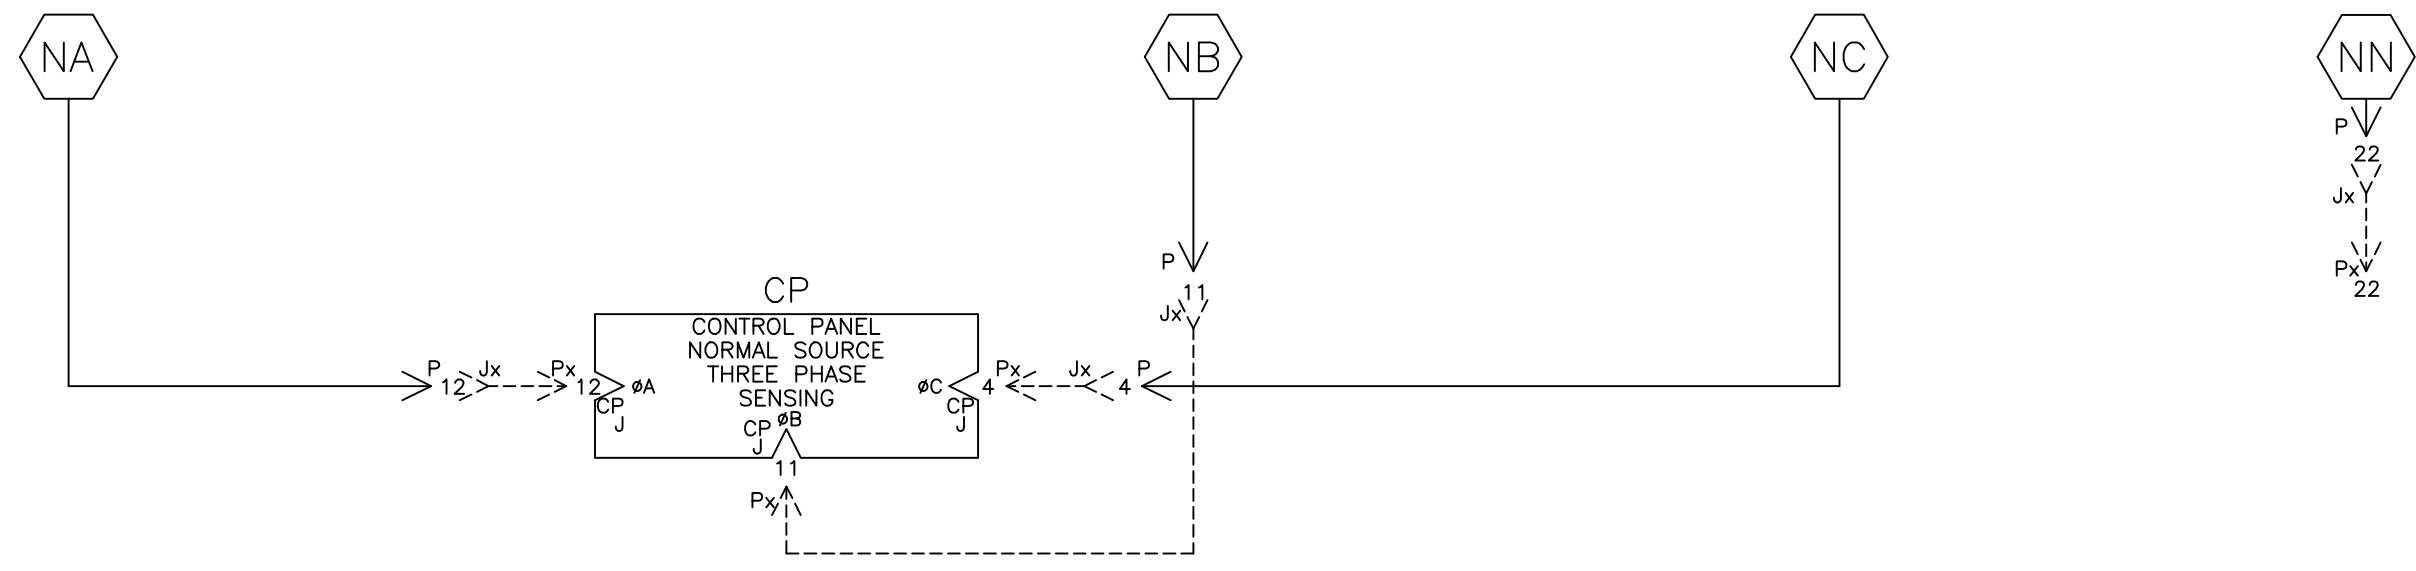 NA
NB
NC
NN
P
22
Jx
Px
22
P
11
Jx
CP
CONTROL PANEL
NORMAL SOURCE
THREE PHASE
SENSING
P
12
Jx
Px
12
øA
CP
J
øC
CP
J
4
Px
Jx
4
P
øB
CP
J
11
Px